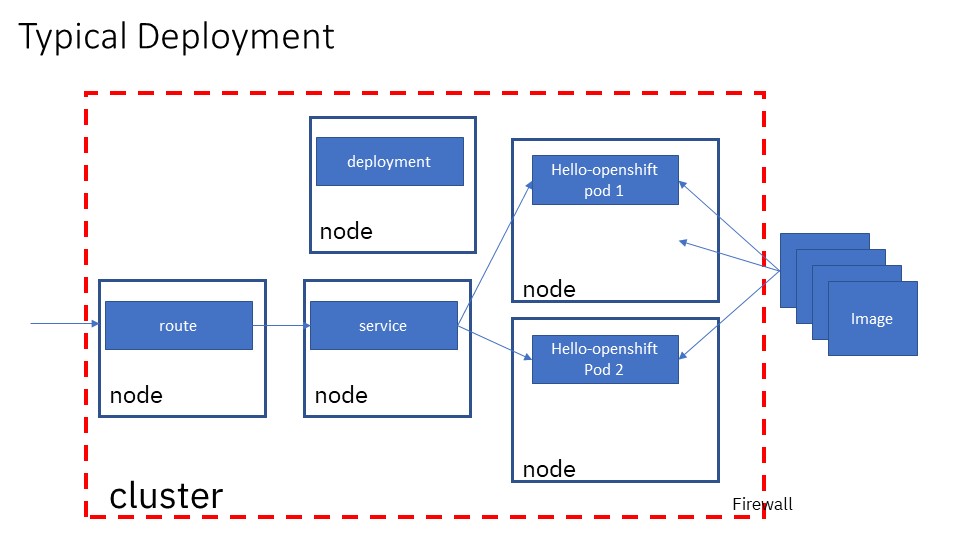 Typical Deployment
deployment
node
Hello-openshift
pod 1
node
route
node
service
node
Hello-openshift
Pod 2
node
Image
cluster
Firewall